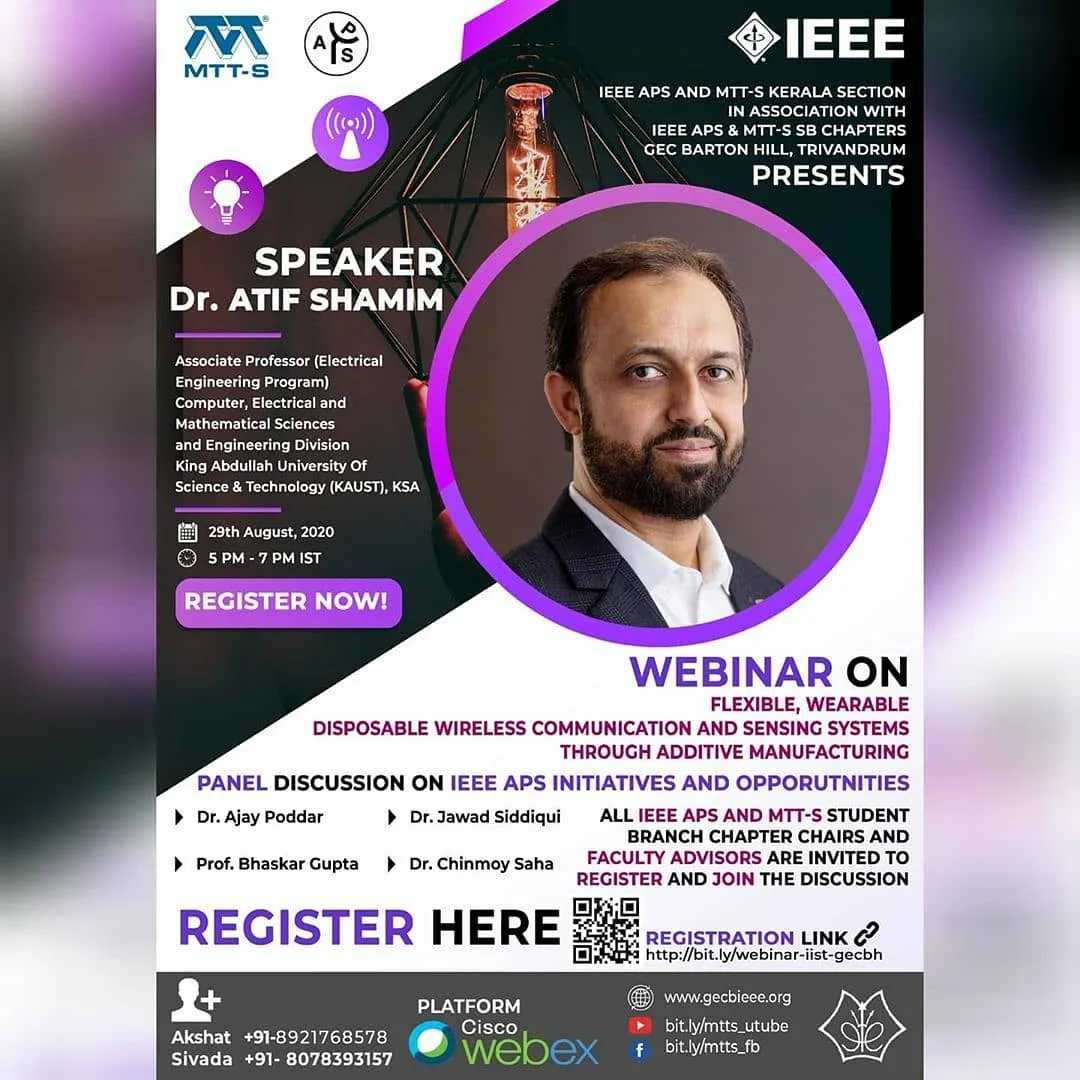 MTT-S
APS
IEEE
IEEE APS AND MTT-S KERALA SECTION
IN ASSOCIATION WITH
IEEE APS & MTT-S SB CHAPTERS
GEC BARTON HILL, TRIVANDRUM
PRESENTS
SPEAKER
Dr. ATIF SHAMIM
Associate Professor (Electrical
Engineering Program)
Computer, Electrical and
Mathematical Sciences
and Engineering Division
King Abdullah University Of
Science & Technology (KAUST), KSA
29th August, 2020
5 PM - 7 PM IST
REGISTER NOW!
WEBINAR ON
FLEXIBLE, WEARABLE
DISPOSABLE WIRELESS COMMUNICATION AND SENSING SYSTEMS
THROUGH ADDITIVE MANUFACTURING
PANEL DISCUSSION ON IEEE APS INITIATIVES AND OPPORUTNITIES
Dr. Ajay Poddar
Dr. Jawad Siddiqui
Prof. Bhaskar Gupta
Dr. Chinmoy Saha
ALL IEEE APS AND MTT-S STUDENT
BRANCH CHAPTER CHAIRS AND
FACULTY ADVISORS ARE INVITED TO
REGISTER AND JOIN THE DISCUSSION
REGISTER HERE
REGISTRATION LINK
http://bit.ly/webinar-iist-gecbh
Akshat +91-8921768578
Sivada +91- 8078393157
PLATFORM
Cisco
webex
www.gecbieee.org
bit.ly/mtts_utube
bit.ly/mtts_fb